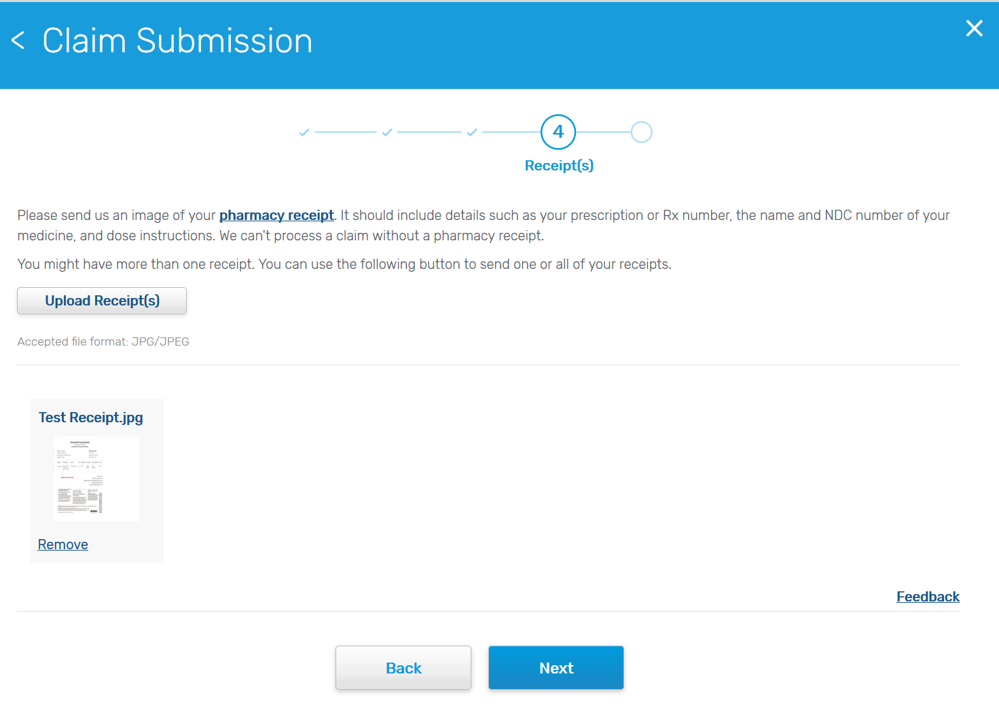 < Claim Submission
4
Receipt(s)
Please send us an image of your pharmacy receipt. It should include details such as your prescription or Rx number, the name and NDC number of your
medicine, and dose instructions. We can't process a claim without a pharmacy receipt.
You might have more than one receipt. You can use the following button to send one or all of your receipts.
Upload Receipt(s)
Accepted file format: JPG/JPEG
Test Receipt.jpg
Remove
Feedback
Back
Next